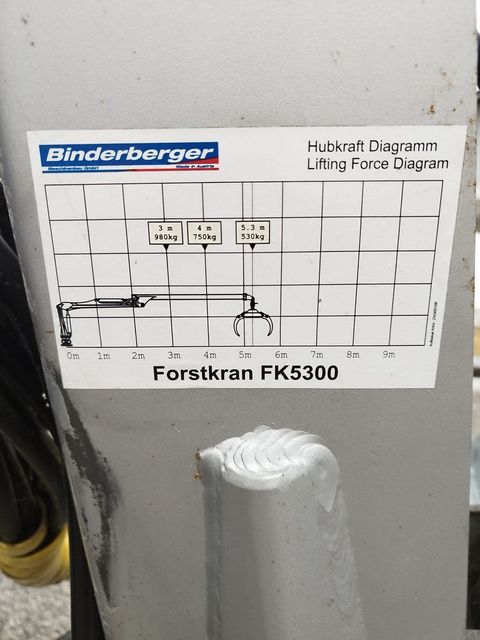 Binderberger
Maschinenbau GmbH Made in Austria
Hubkraft Diagramm
Lifting Force Diagram
3 m
980kg
4 m
750kg
5.3 m
530kg
0m 1m 2m 3m 4m 5m 6m 7m 8m 9m
Forstkran FK5300